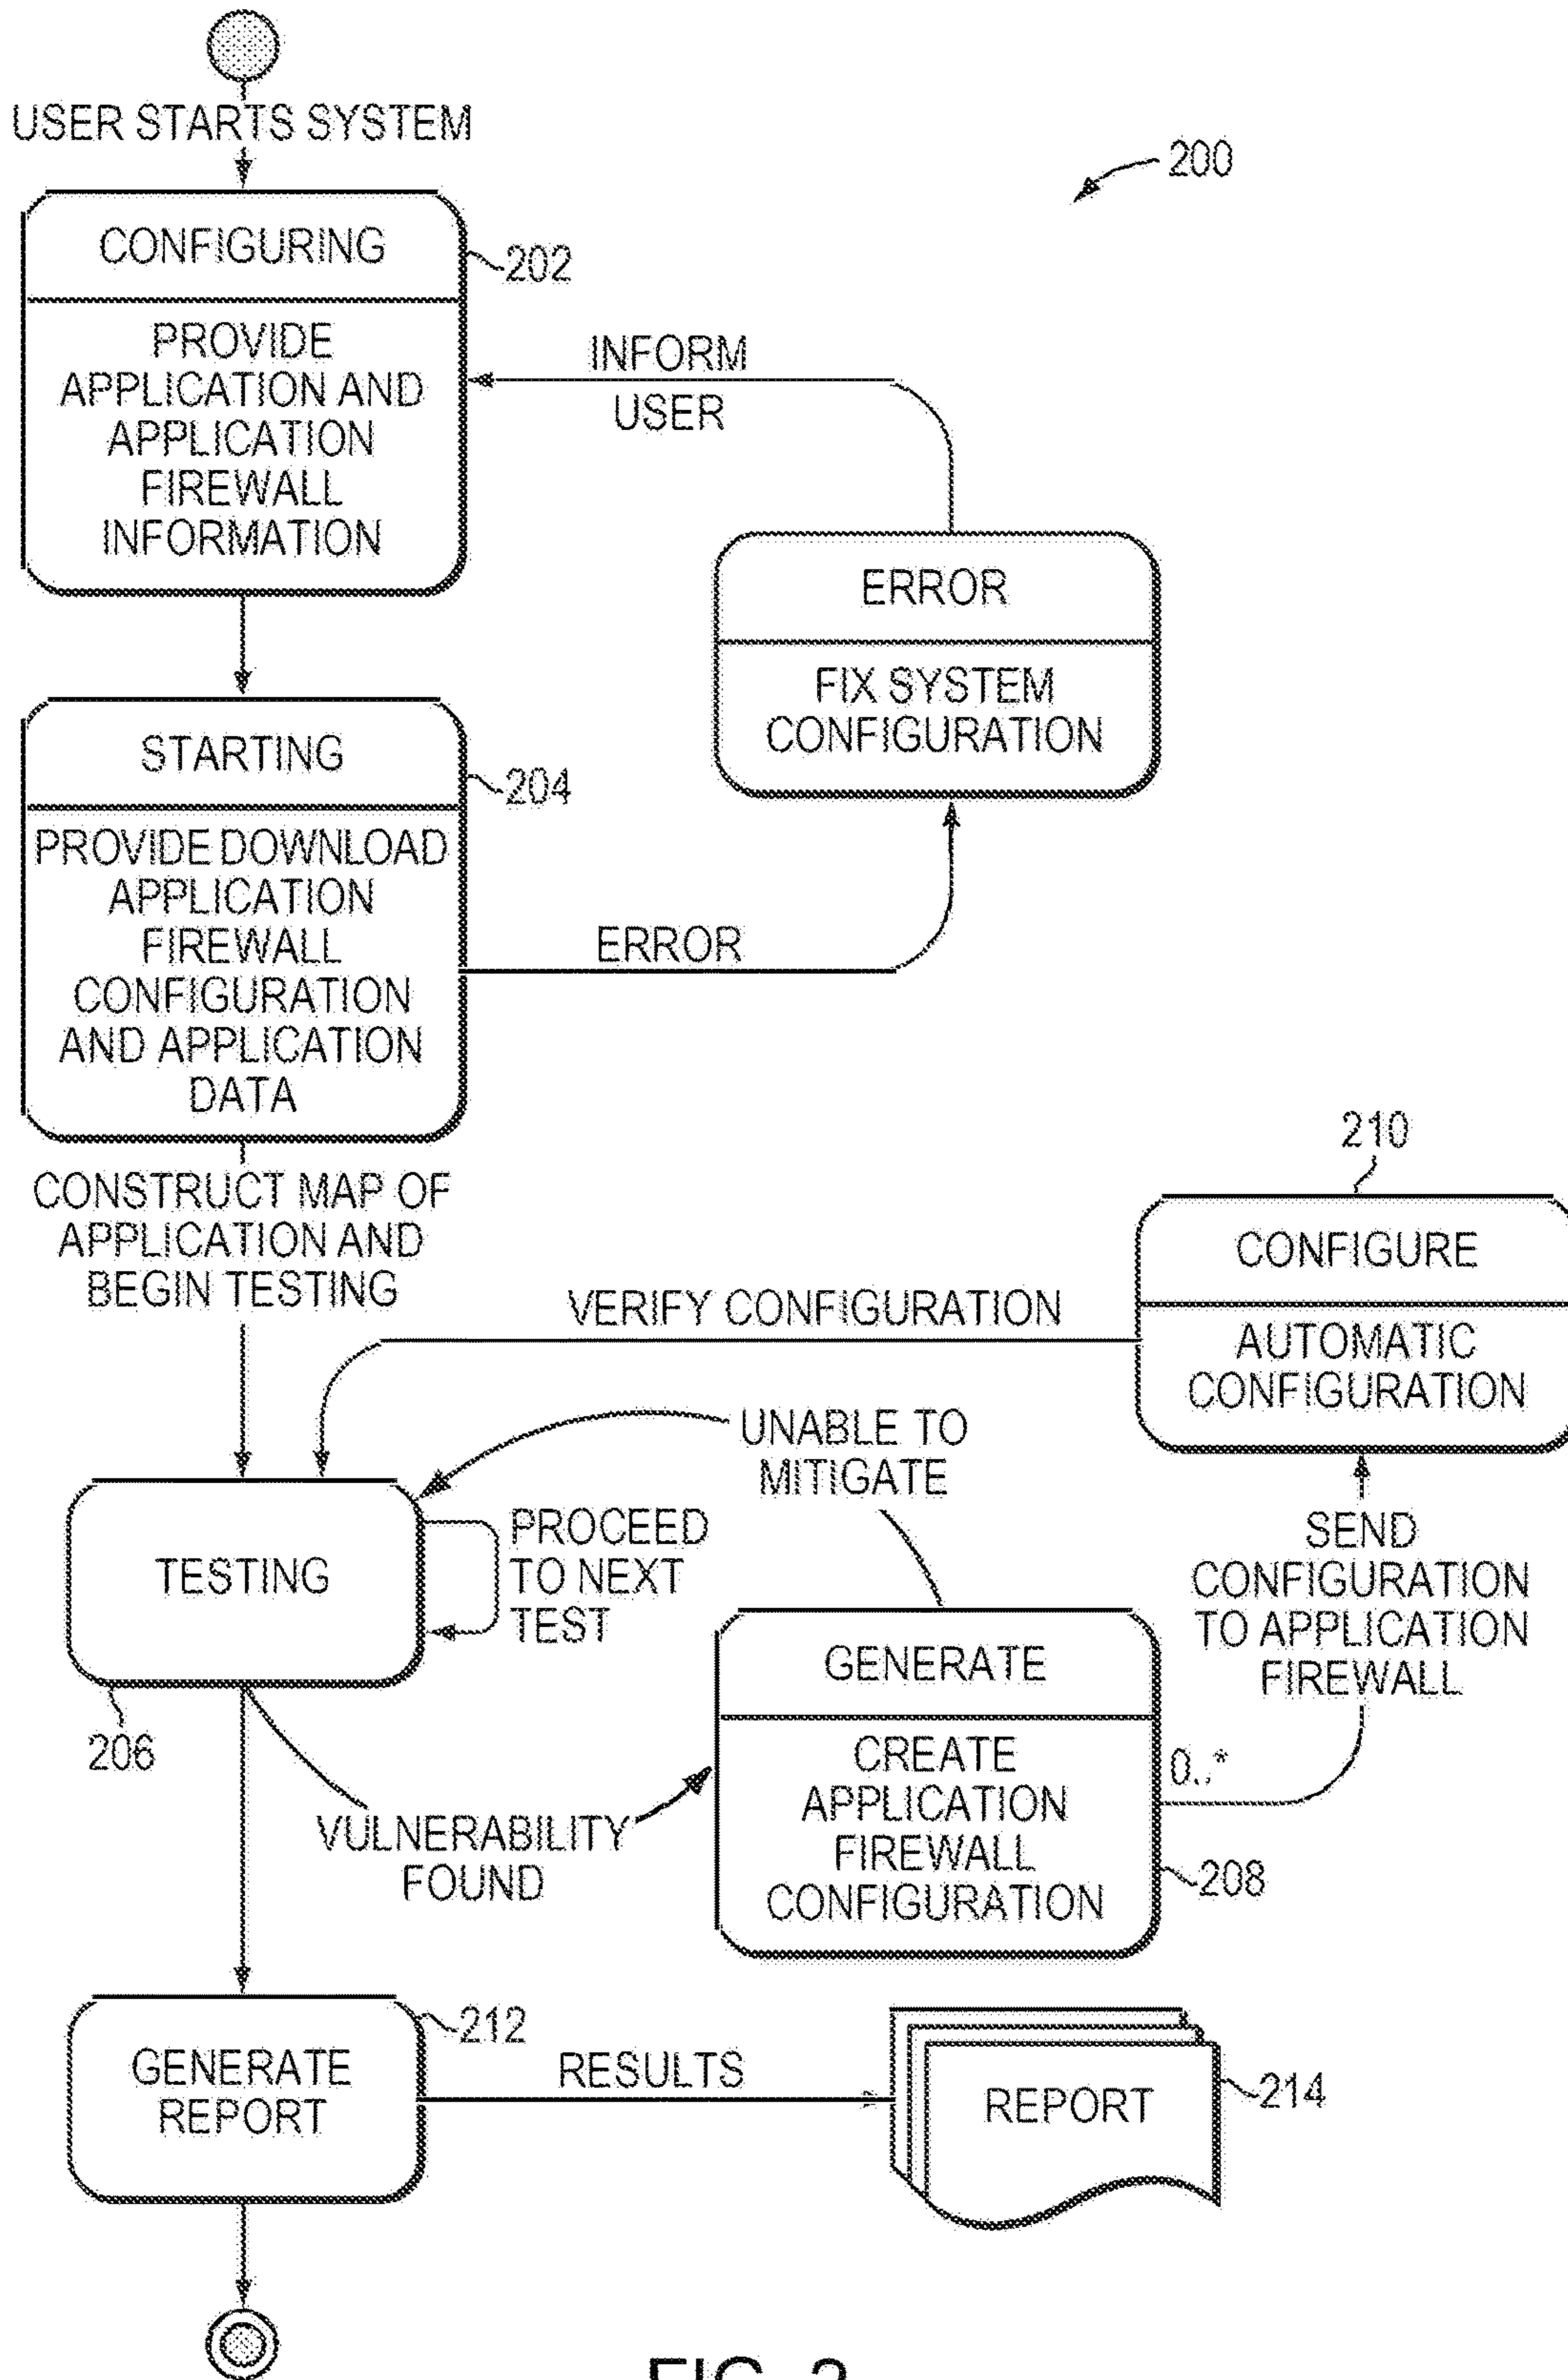 USER STARTS SYSTEM
200
CONFIGURING
202
PROVIDE
APPLICATION AND
APPLICATION
FIREWALL
INFORMATION
INFORM
USER
ERROR
FIX SYSTEM
CONFIGURATION
STARTING
204
PROVIDE DOWNLOAD
APPLICATION
FIREWALL
CONFIGURATION
AND APPLICATION
DATA
ERROR
CONSTRUCT MAP OF
APPLICATION AND
BEGIN TESTING
210
CONFIGURE
AUTOMATIC
CONFIGURATION
VERIFY CONFIGURATION
UNABLE TO
MITIGATE
TESTING
PROCEED
TO NEXT
TEST
206
SEND
CONFIGURATION
TO APPLICATION
FIREWALL
GENERATE
CREATE
APPLICATION
FIREWALL
CONFIGURATION
0..*
208
VULNERABILITY
FOUND
GENERATE
REPORT
212
RESULTS
REPORT
214
FIG. 2